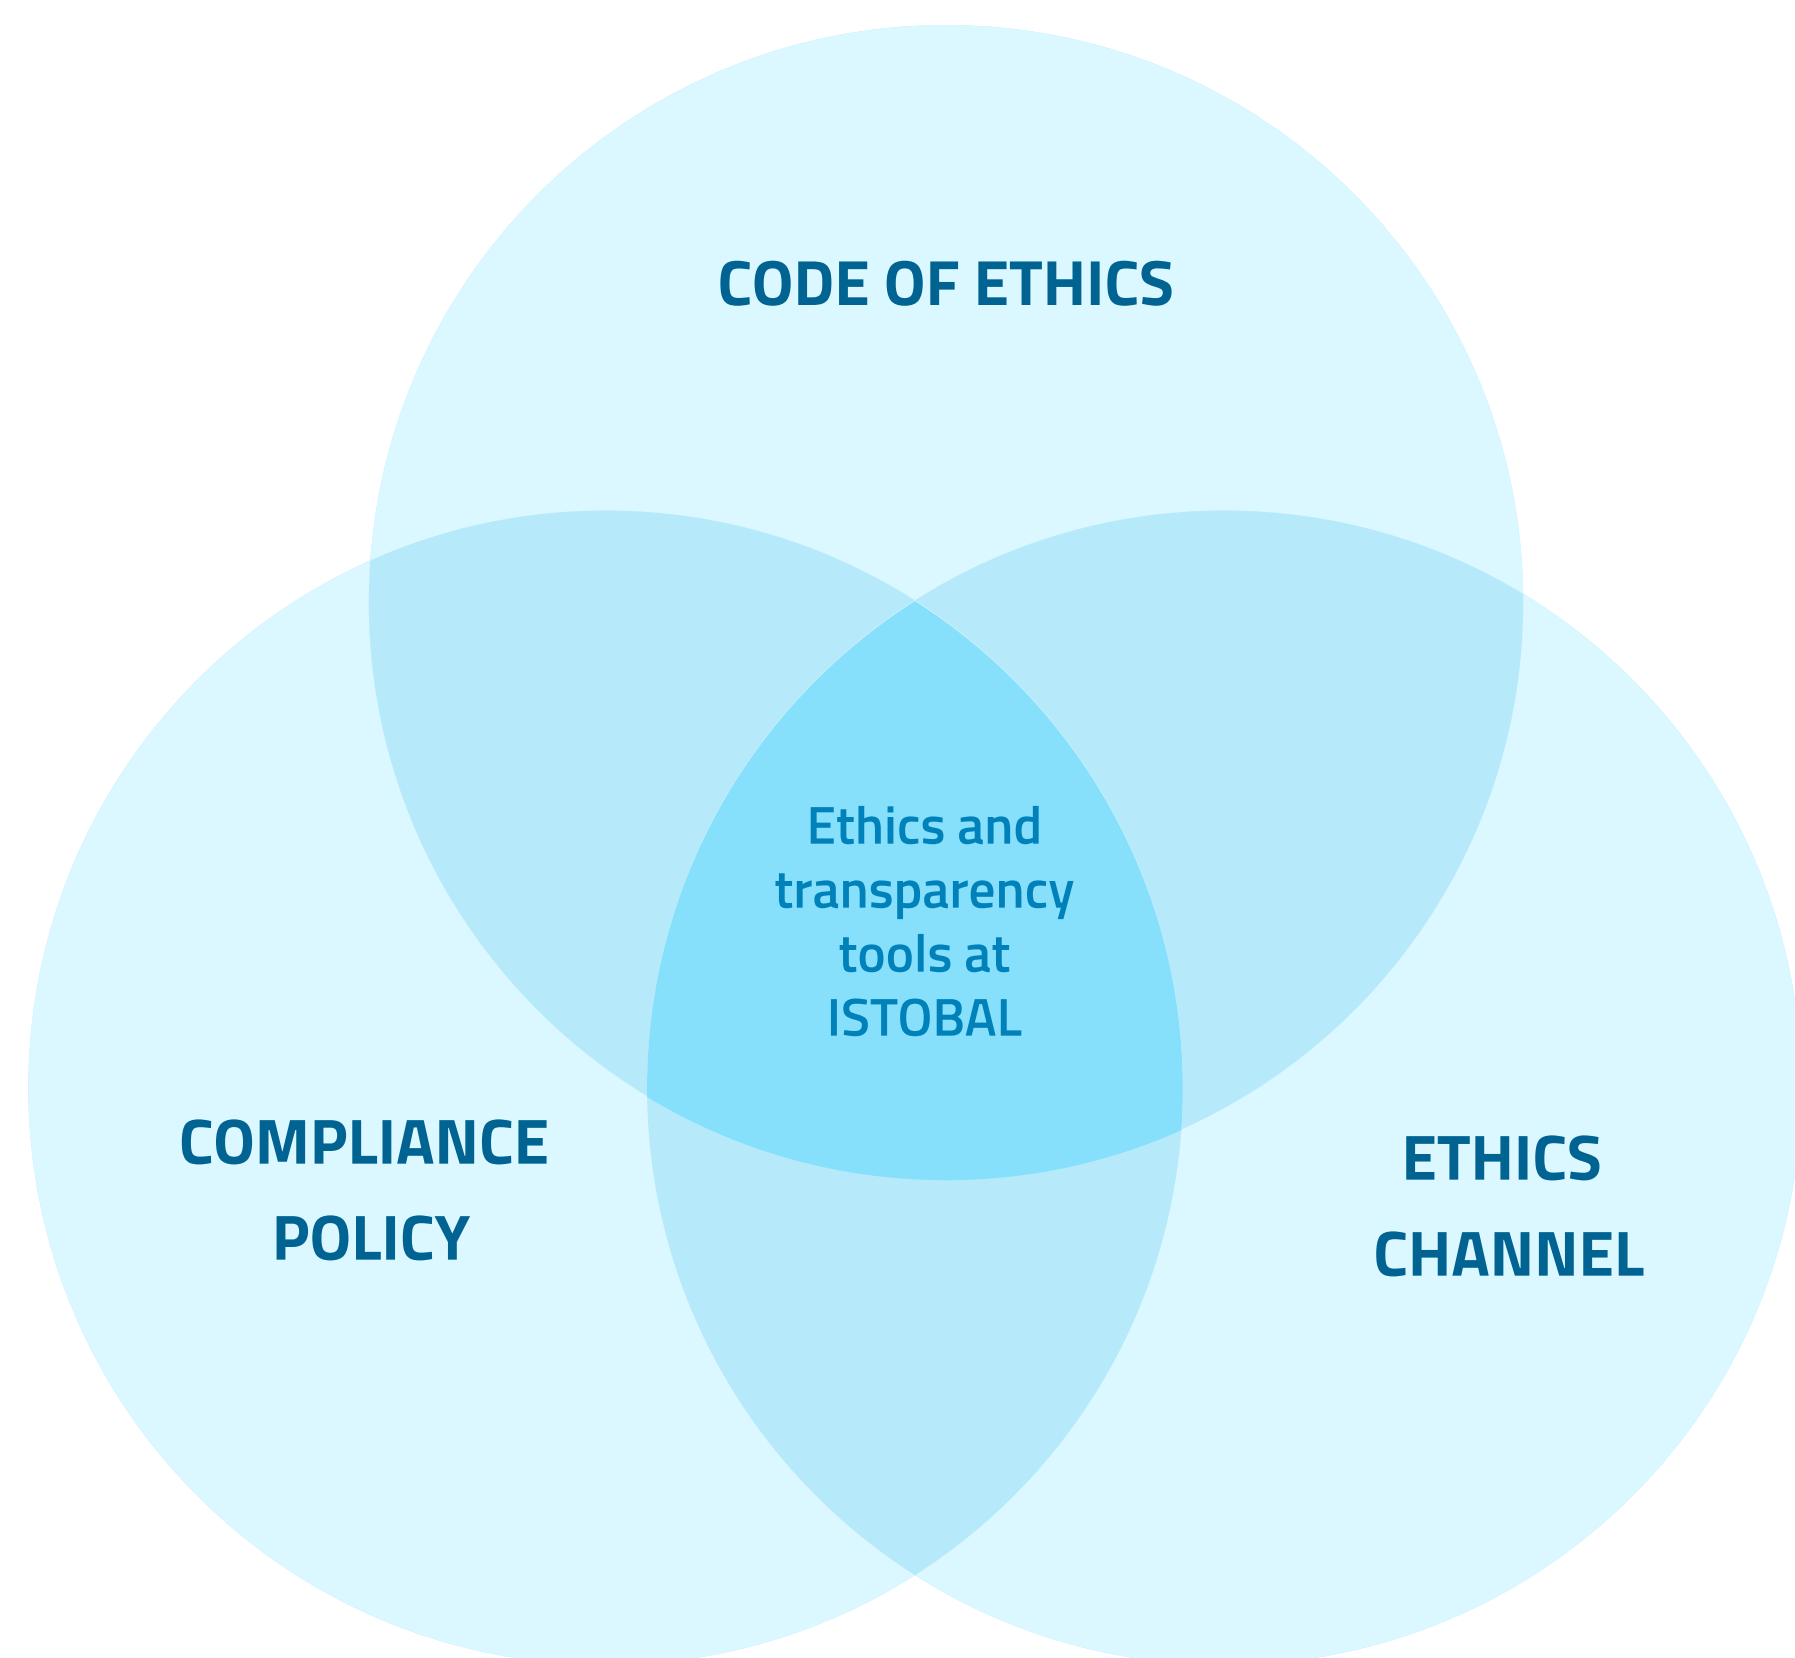 CODE OF ETHICS
Ethics and
transparency
tools at
ISTOBAL
COMPLIANCE
POLICY
ETHICS
CHANNEL